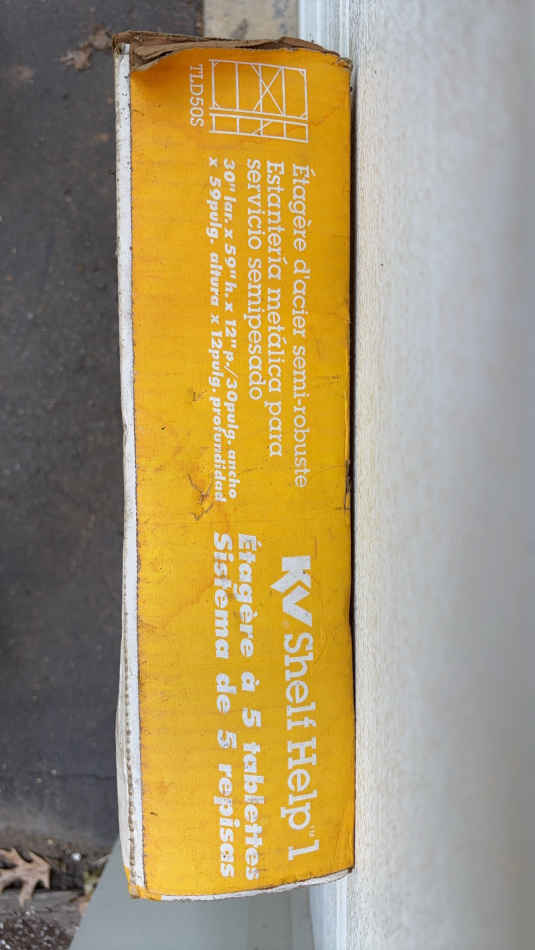 TLD50S
Étagère d'acier semi-robuste
Estantería metálica para
servicio semipesado
30" lar. x 59" h. x 12" p./30pulg. ancho
x 59pulg. altura x 12pulg. profundidad
KV Shelf Help™ 1
Étagère à 5 tablettes
Sistema de 5 repisas